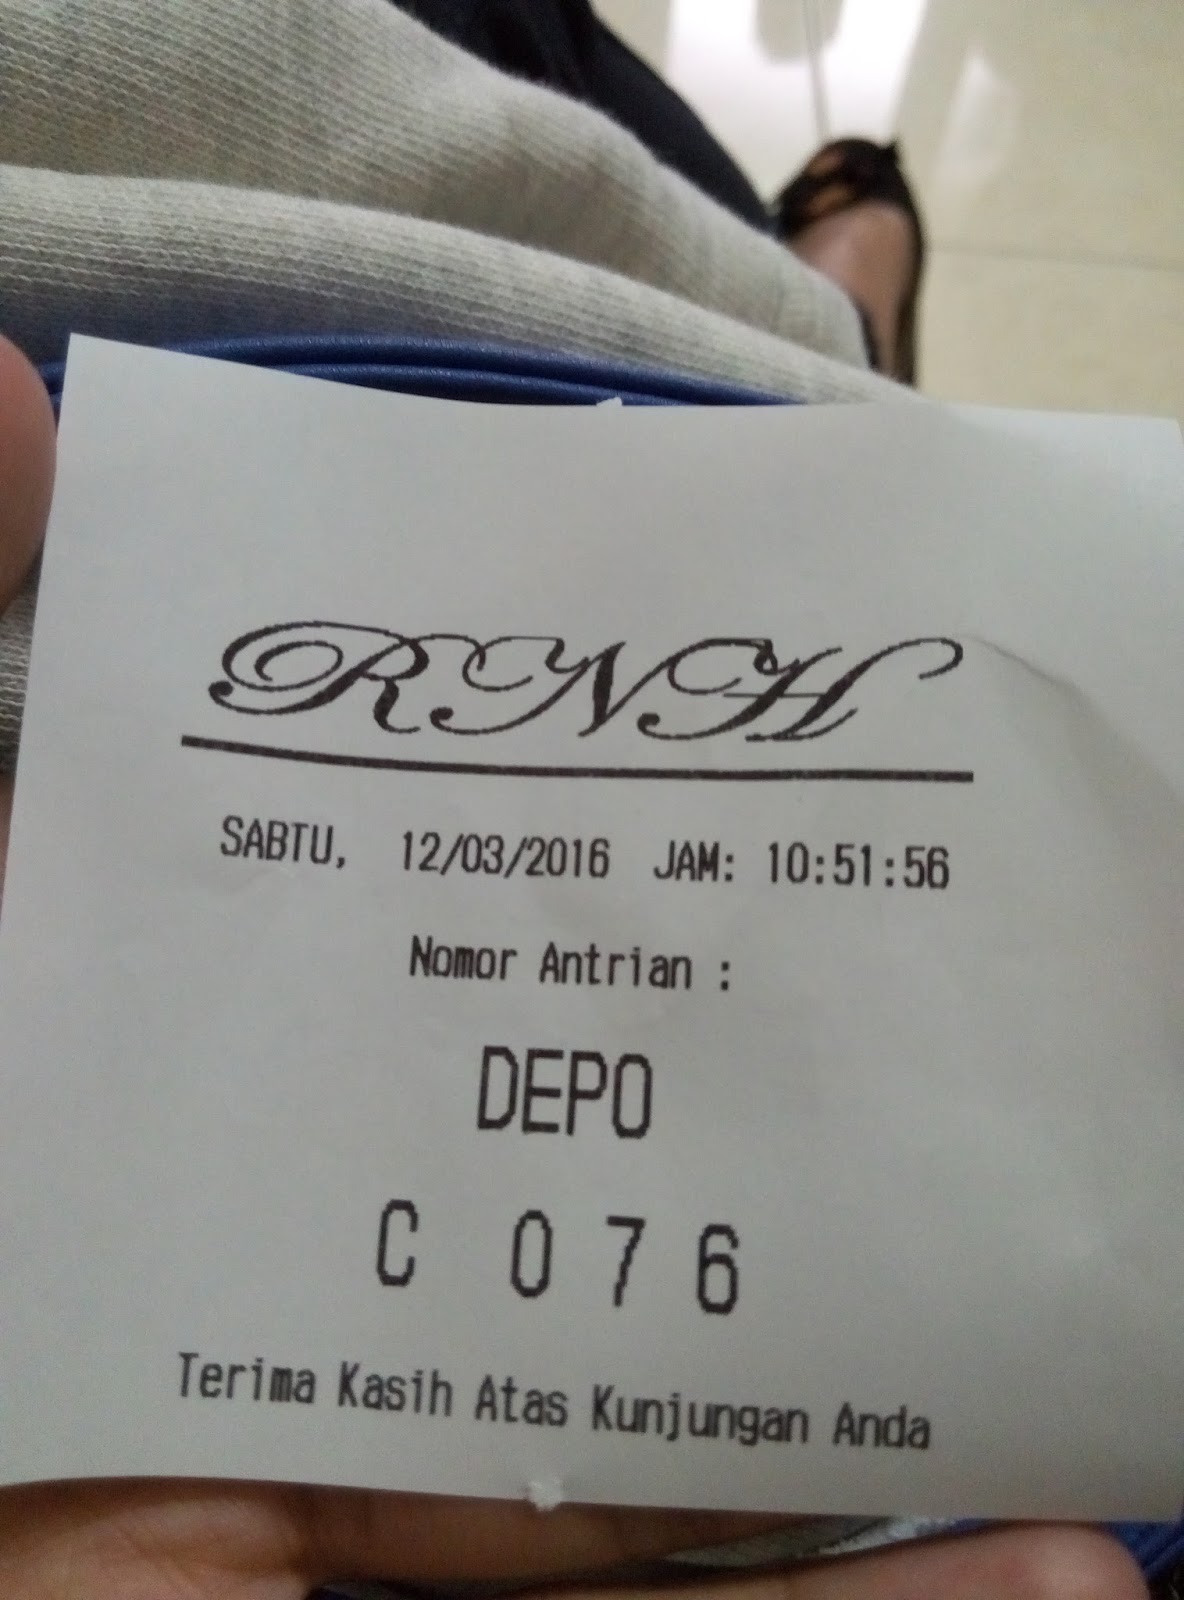 RNH
SABTU, 12/03/2016 JAM: 10:51:56
Nomor Antrian :
DEPO
C 076
Terima Kasih Atas Kunjungan Anda